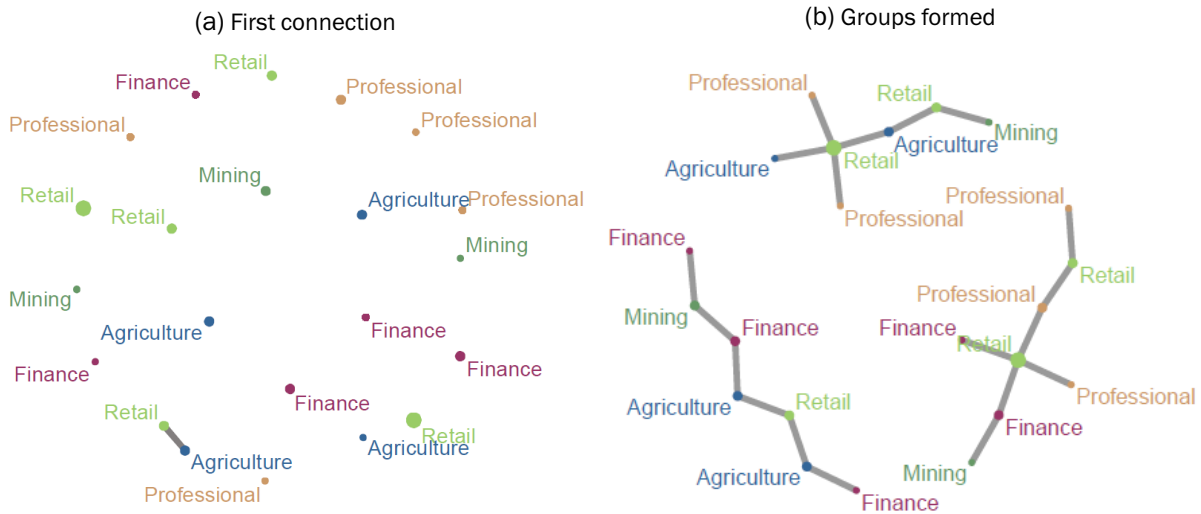 (a) First connection
Retail
Finance
Professional
Professional
Professional
Mining
Retail
Agriculture
Professional
Retail
Mining
Mining
Agriculture
Finance
Finance
Finance
Finance
Retail
Retail
Agriculture
Agriculture
Professional
(b) Groups formed
Professional
Retail
Mining
Agriculture
Retail
Agriculture
Professional
Professional
Finance
Retail
Professional
Mining
Finance
Finance
Retail
Professional
Agriculture
Retail
Finance
Agriculture
Mining
Finance